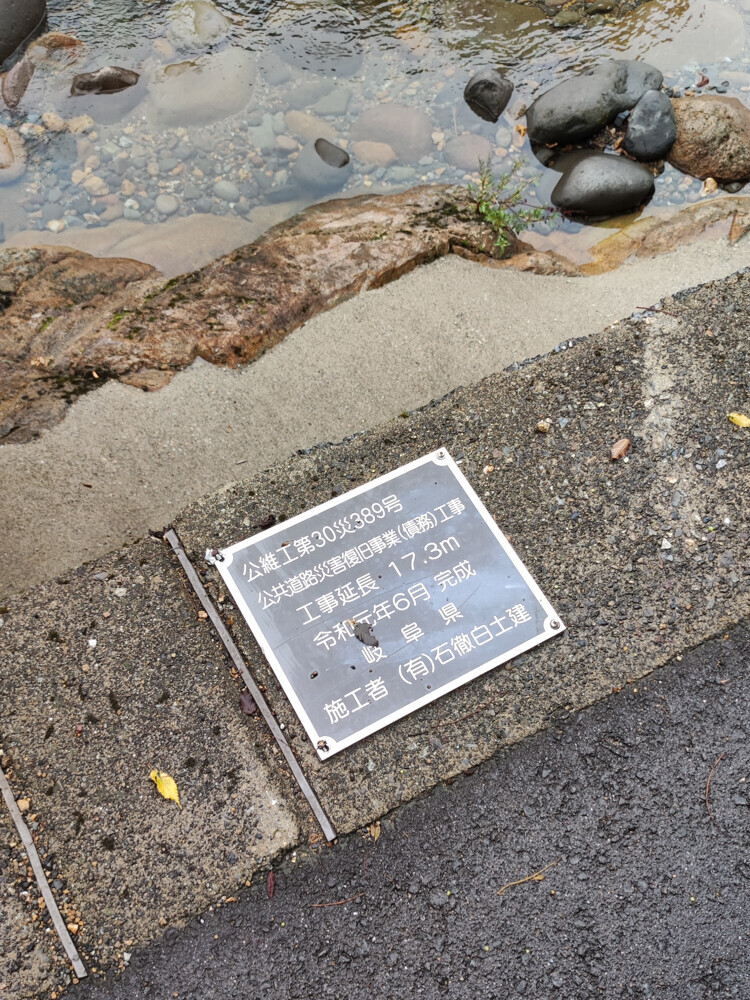 公維工第30災389号
公共道路災害復旧事業(債務)工事
工事延長 17.3m
令和元年6月 完成
岐阜県
施工者 (有)石徹白土建